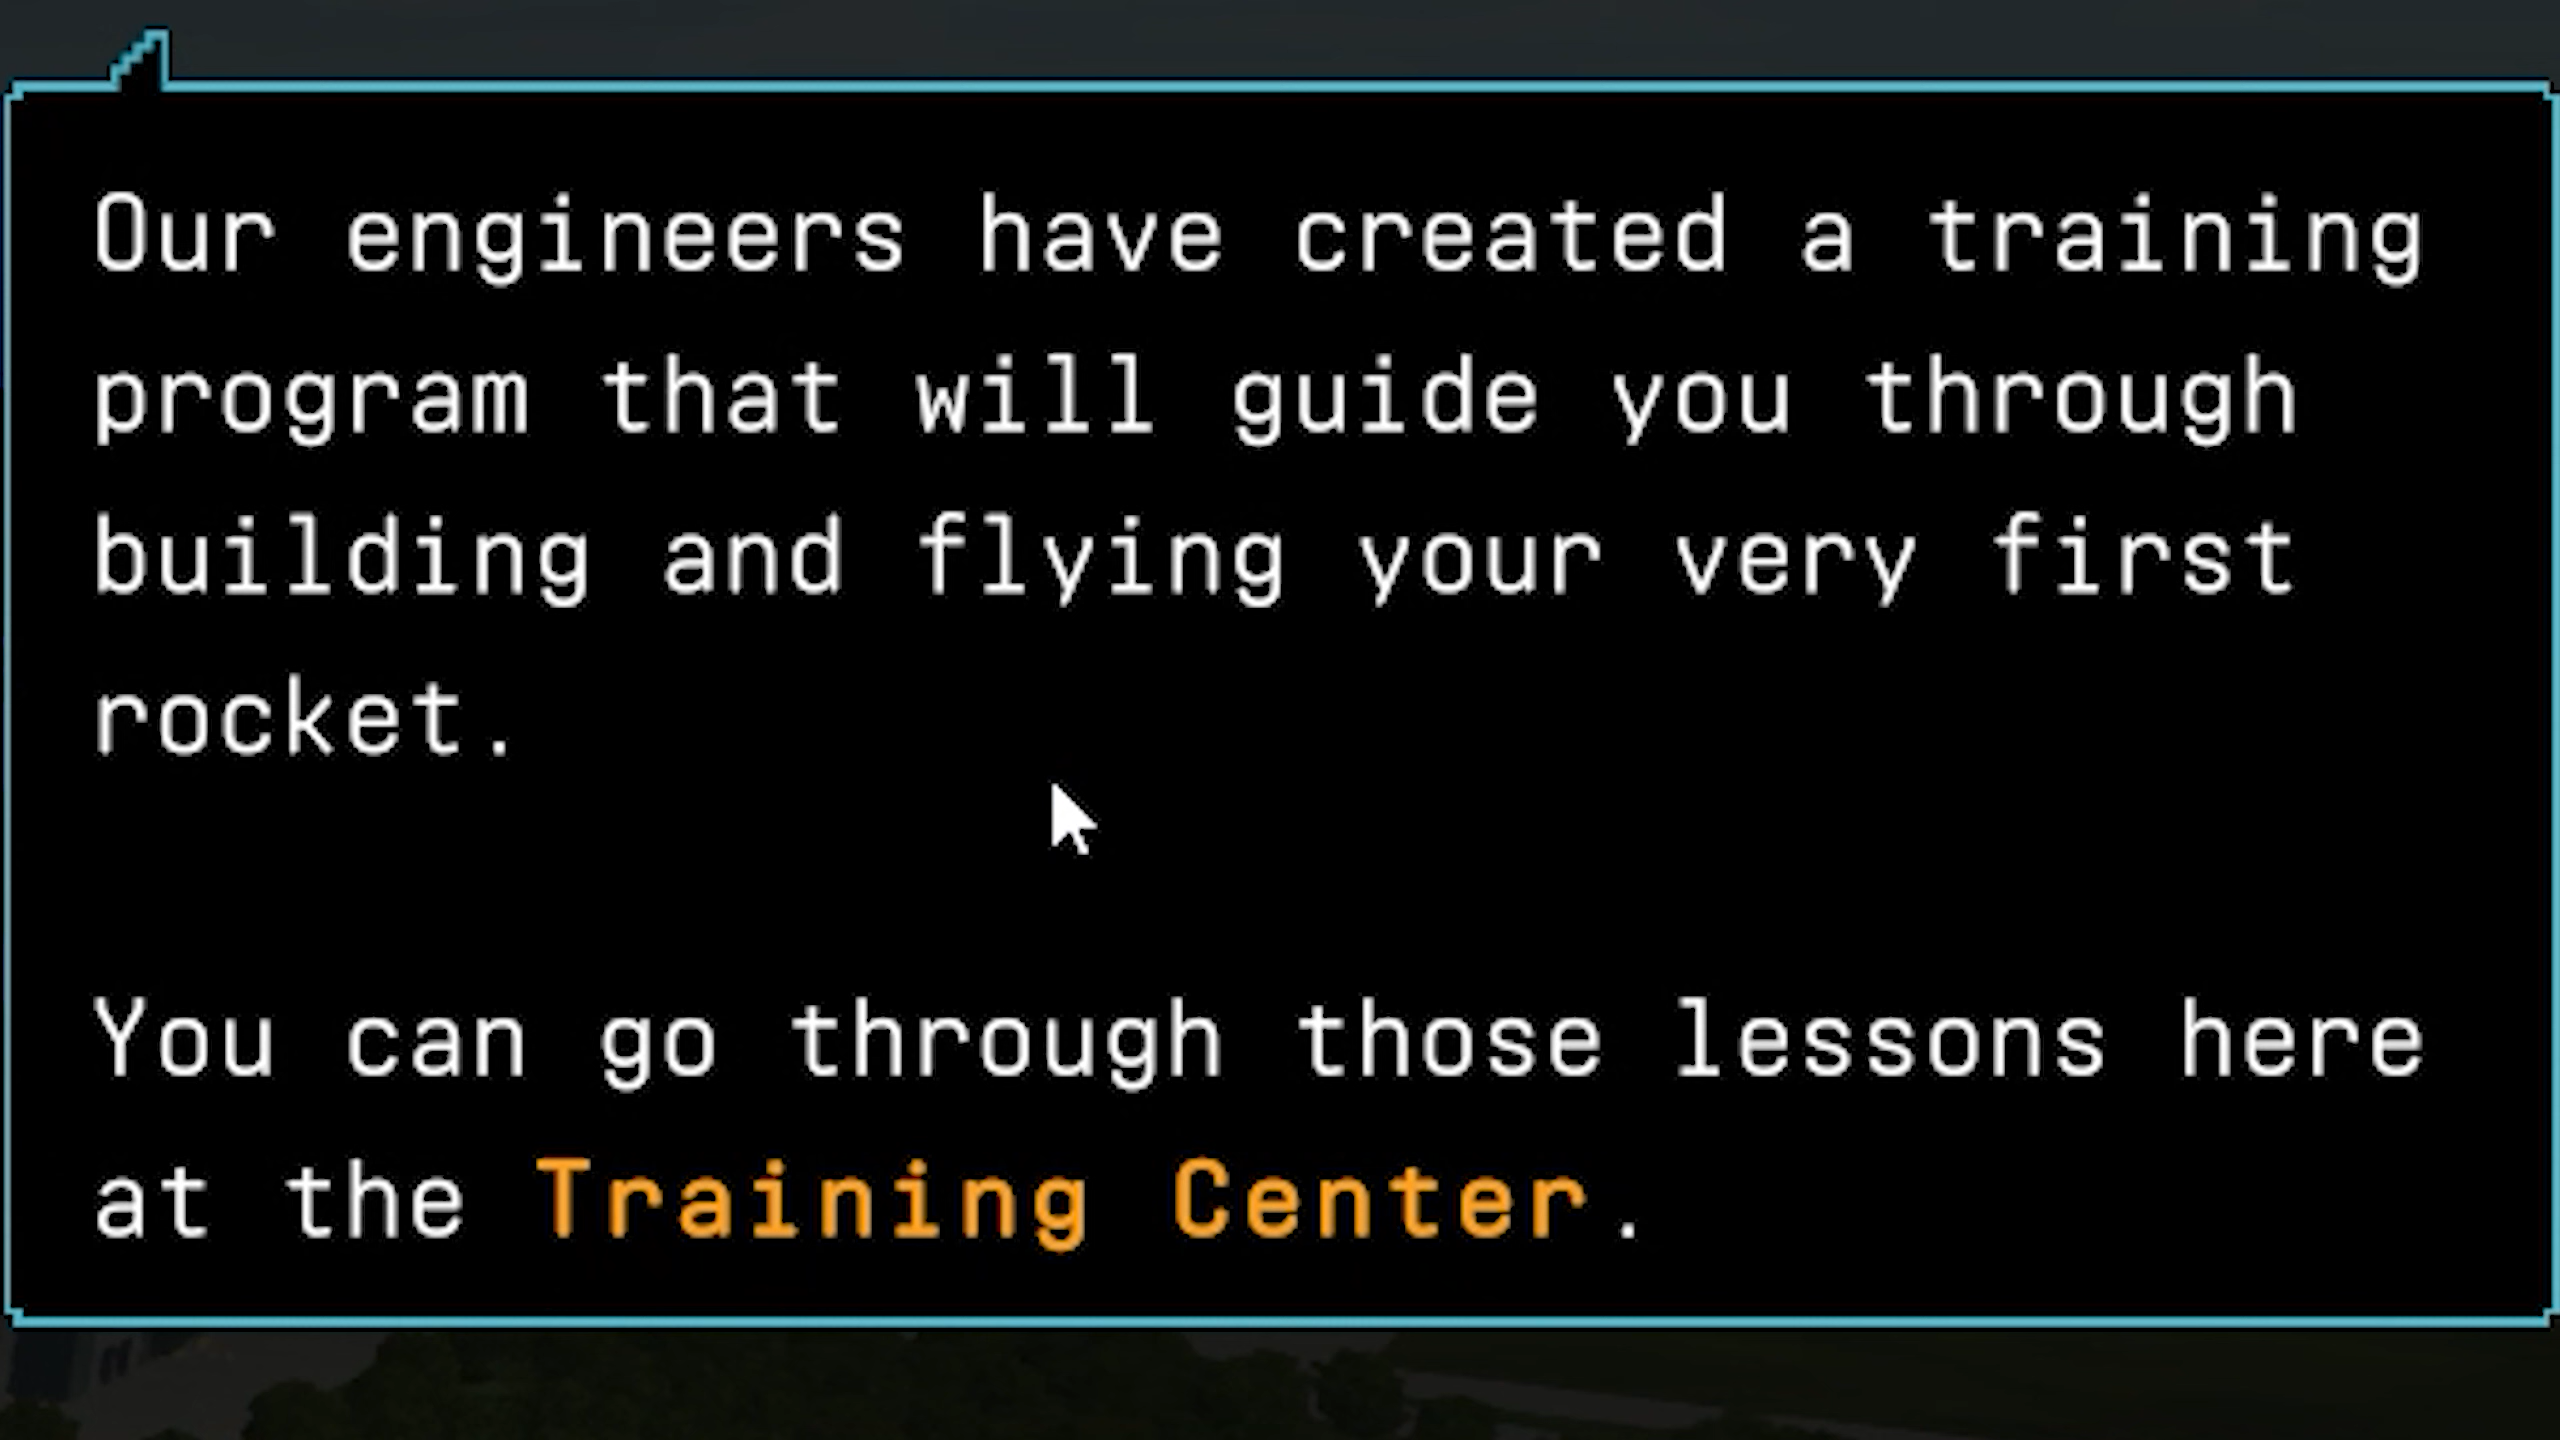 Our engineers have created a training
program that will guide you through
building and flying your very first
rocket.
You can go through those lessons here
at the Training Center.